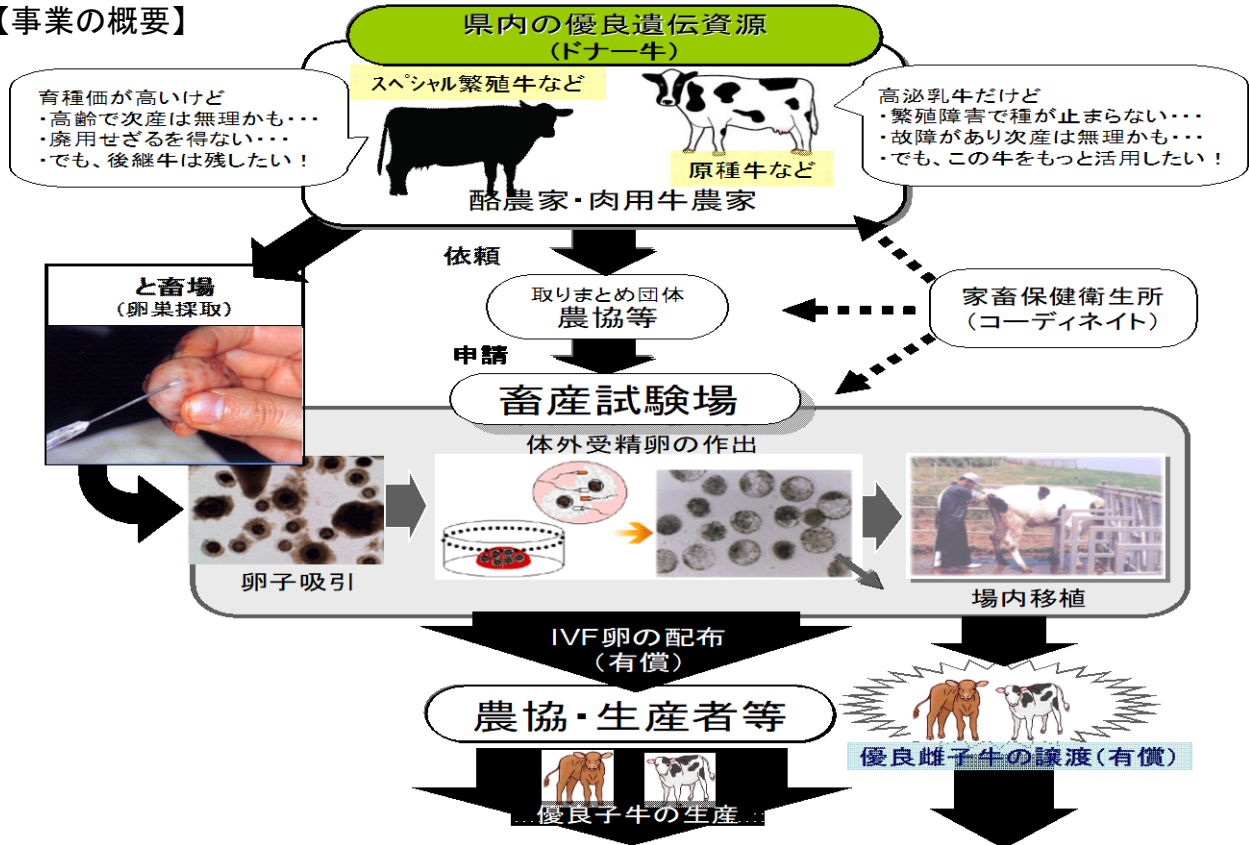 【事業の概要】
県内の優良遺伝資源
(ドナー牛)
スペシャル繁殖牛など
原種牛など
酪農家・肉用牛農家
育種価が高いけど
・高齢で次産は無理かも・・・
・廃用せざるを得ない・・・
・でも、後継牛は残したい！
高泌乳牛だけど
・繁殖障害で種が止まらない・・・
・故障があり次産は無理かも・・・
・でも、この牛をもっと活用したい！
と畜場
(卵巣採取)
依頼
取りまとめ団体
農協等
家畜保健衛生所
(コーディネイト)
申請
畜産試験場
体外受精卵の作出
卵子吸引
場内移植
IVF卵の配布
(有償)
農協・生産者等
優良雌子牛の譲渡(有償)
…優良子牛の生産…